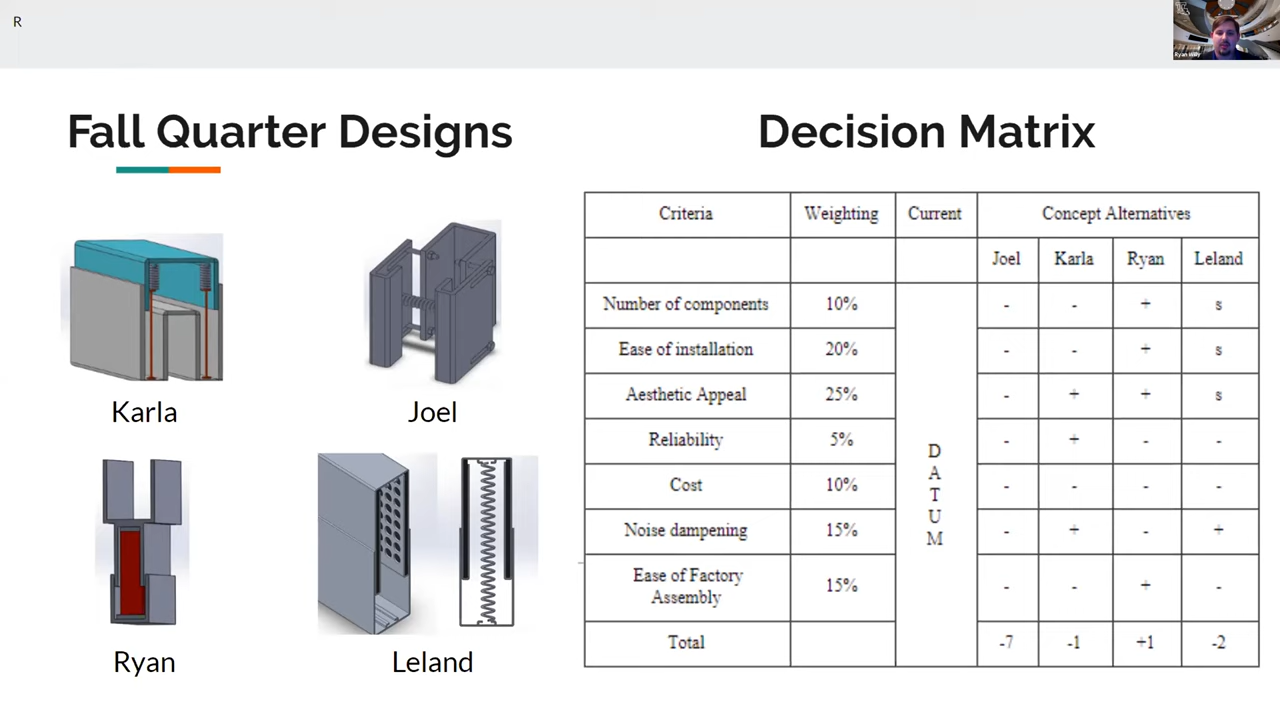 R
Ryan Willy
Fall Quarter Designs
Karla
Joel
Ryan
Leland
Decision Matrix
Criteria Weighting Current Concept Alternatives
Joel Karla Ryan Leland
Number of components 10% - - + s
Ease of installation 20% - - + s
Aesthetic Appeal 25% - + + s
Reliability 5% - + - -
Cost 10% - - - -
Noise dampening 15% - + - +
Ease of Factory
Assembly 15% - - + -
Total -7 -1 +1 -2
D
A
T
U
M